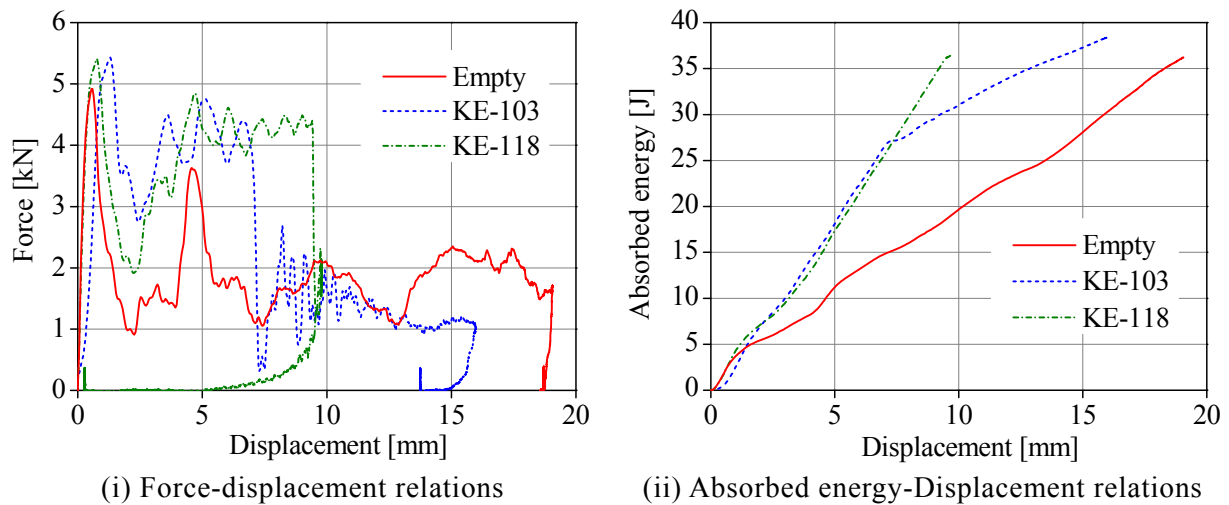 6
5
4
3
2
1
0
Force [kN]
Empty
KE-103
KE-118
0 5 10 15 20
Displacement [mm]
(i) Force-displacement relations
40
35
30
25
20
15
10
5
0
Absorbed energy [J]
Empty
KE-103
KE-118
0 5 10 15 20
Displacement [mm]
(ii) Absorbed energy-Displacement relations